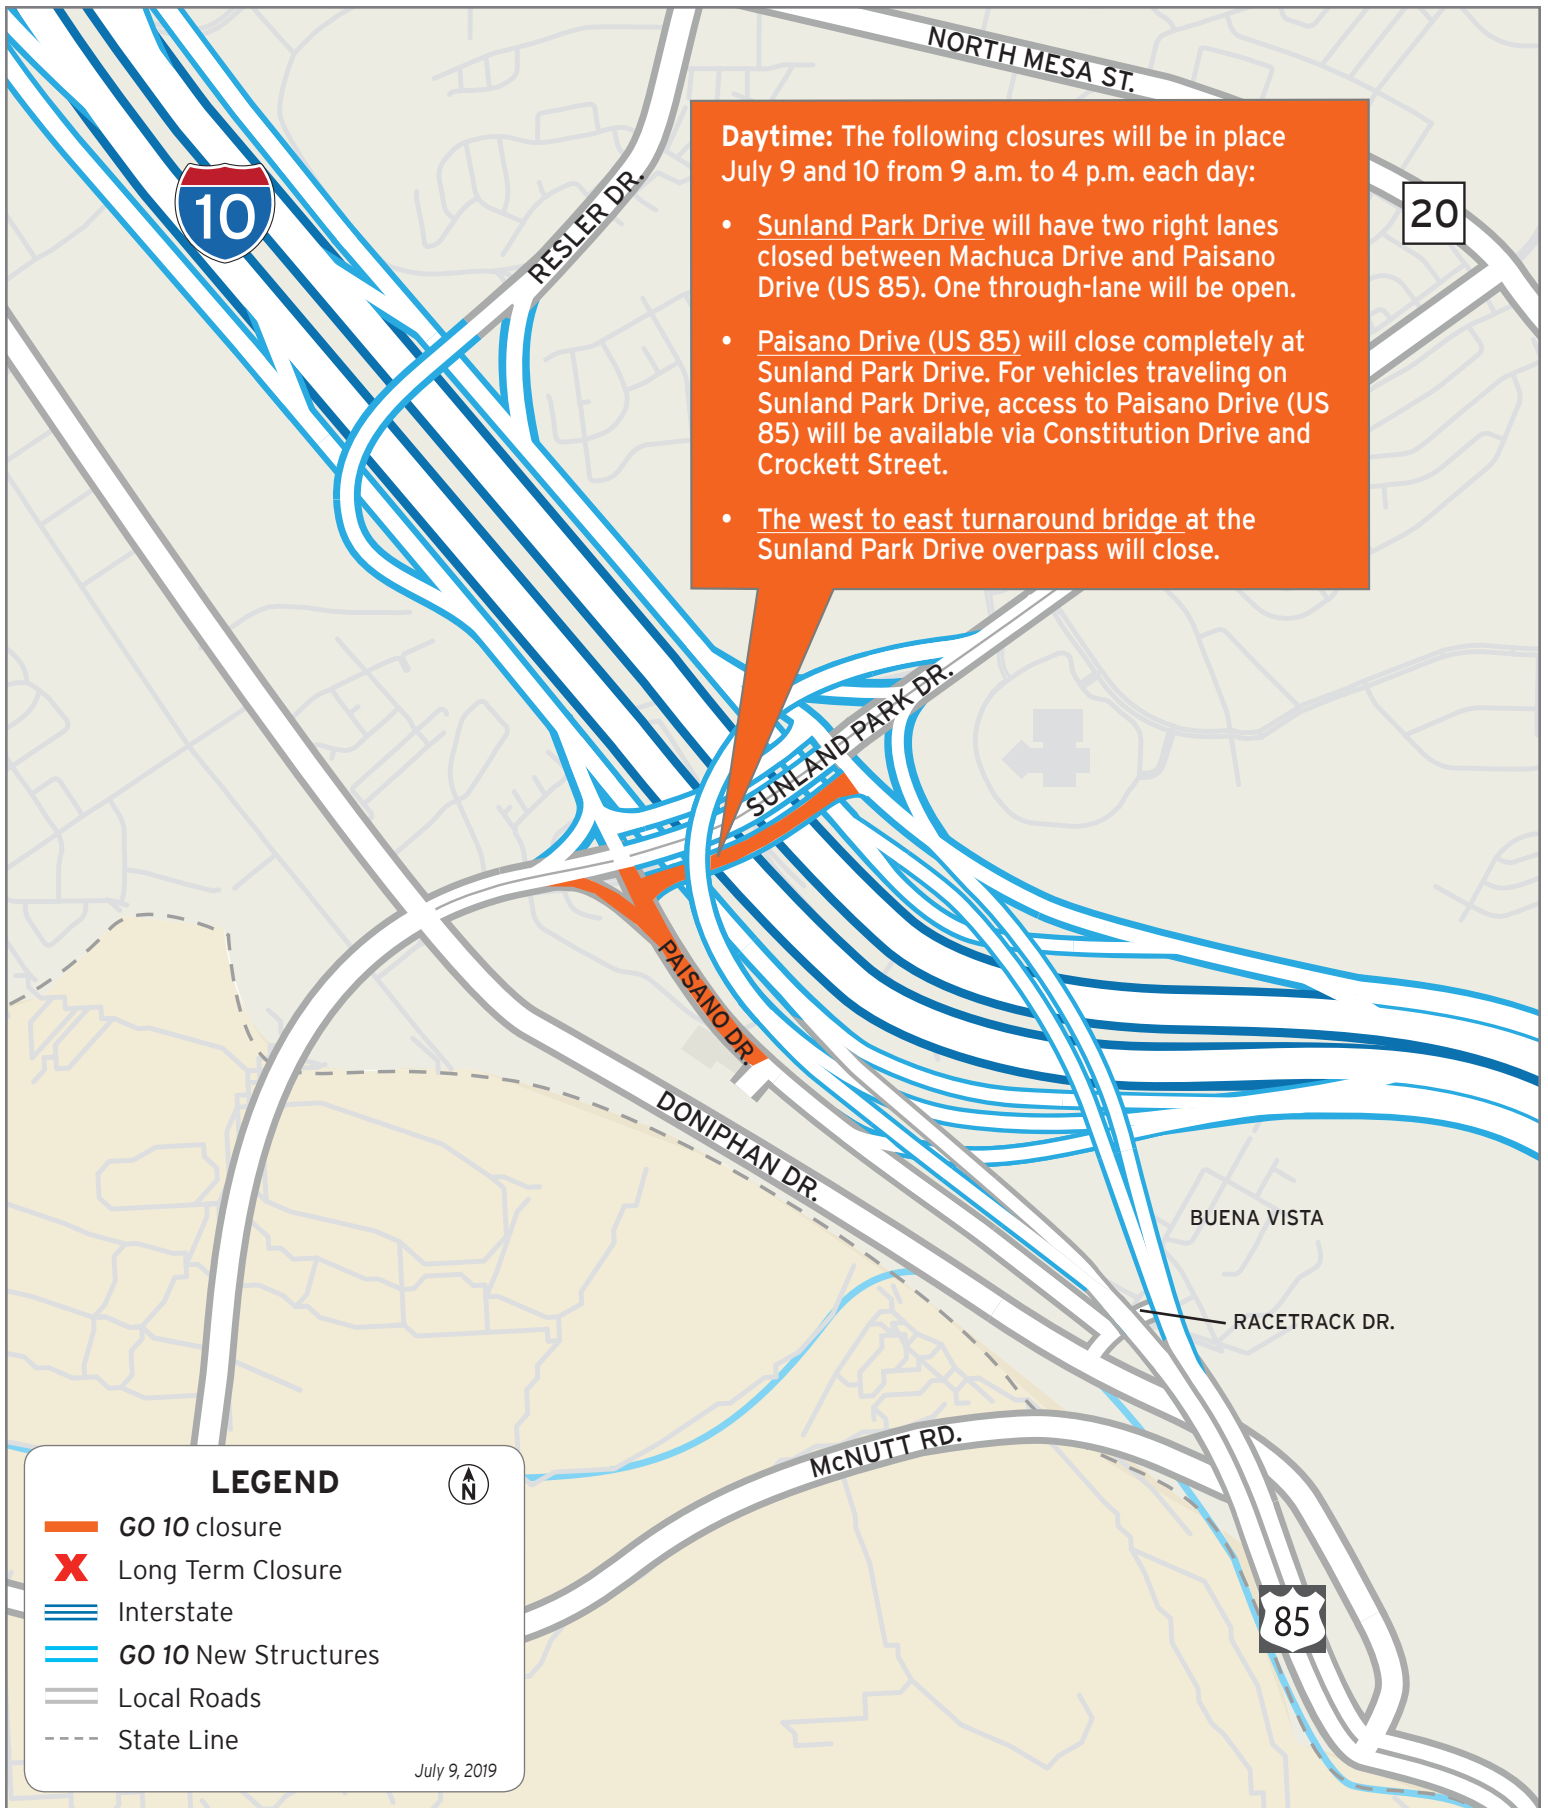 NORTH MESA ST.
Daytime: The following closures will be in place
July 9 and 10 from 9 a.m. to 4 p.m. each day:
• Sunland Park Drive will have two right lanes
closed between Machuca Drive and Paisano
Drive (US 85). One through-lane will be open.
• Paisano Drive (US 85) will close completely at
Sunland Park Drive. For vehicles traveling on
Sunland Park Drive, access to Paisano Drive (US
85) will be available via Constitution Drive and
Crockett Street.
• The west to east turnaround bridge at the
Sunland Park Drive overpass will close.
10
RESLER DR.
20
SUNLAND PARK DR.
PAISANO DR.
DONIPHAN DR.
BUENA VISTA
RACETRACK DR.
McNUTT RD.
85
LEGEND
N
GO 10 closure
X Long Term Closure
Interstate
GO 10 New Structures
Local Roads
State Line
July 9, 2019